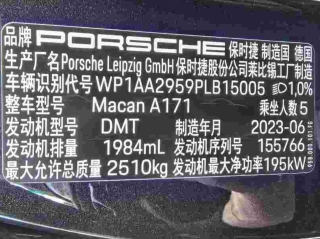 品牌 PORSCHE 保时捷 制造国 德国
生产厂名Porsche Leipzig GmbH保时捷股份公司莱比锡工厂制造
车辆识别代号 WP1AA2959PLB15005 1,0%
整车型号 Macan A171 乘坐人数 5
发动机型号 DMT 制造年月 2023-06
发动机排量 1984mL 发动机序列号 155766
最大允许总质量 2510kg 发动机最大净功率195kW